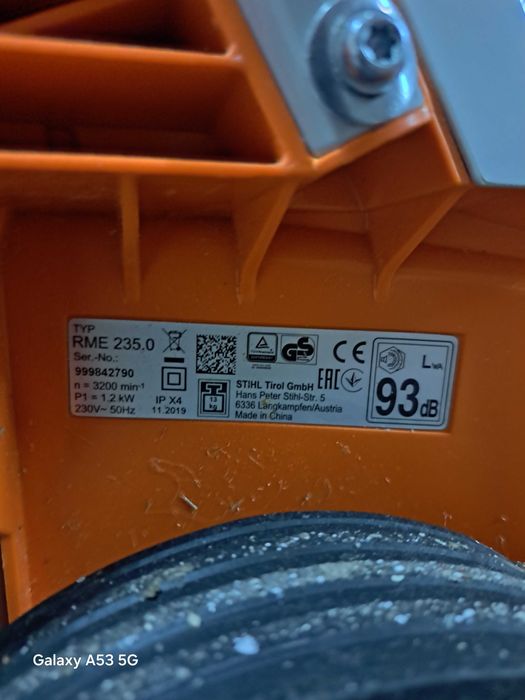 TYP
RME 235.0
Ser.-No.:
999842790
n = 3200 min-1
P1 = 1,2 kW
230V~ 50Hz
IP X4
11.2019
13
kg
GS
CE
EAC
STIHL Tirol GmbH
Hans Peter Stihl-Str. 5
6336 Langkampfen/Austria
Made in China
LWA
93dB
Galaxy A53 5G